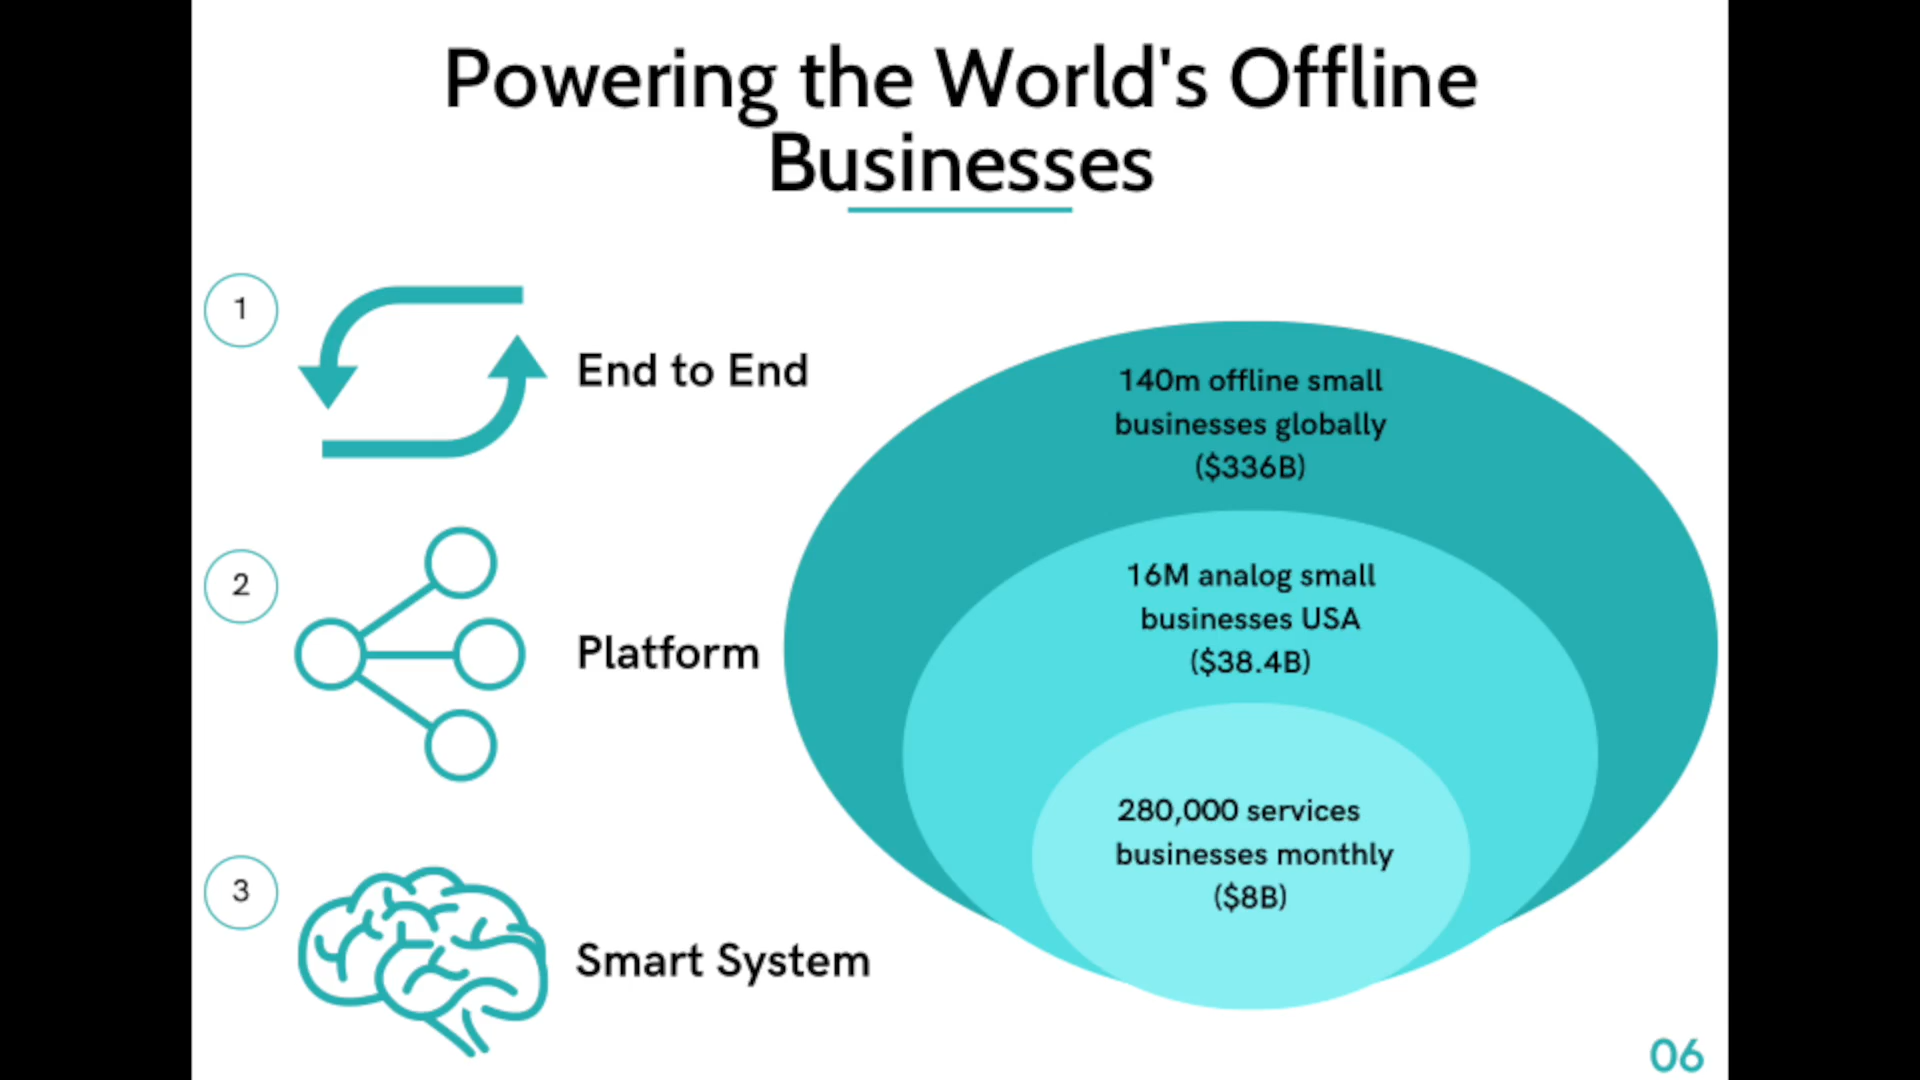 Powering the World's Offline
Businesses
1
End to End
2
Platform
3
Smart System
140m offline small
businesses globally
($336B)
16M analog small
businesses USA
($38.4B)
280,000 services
businesses monthly
($8B)
06